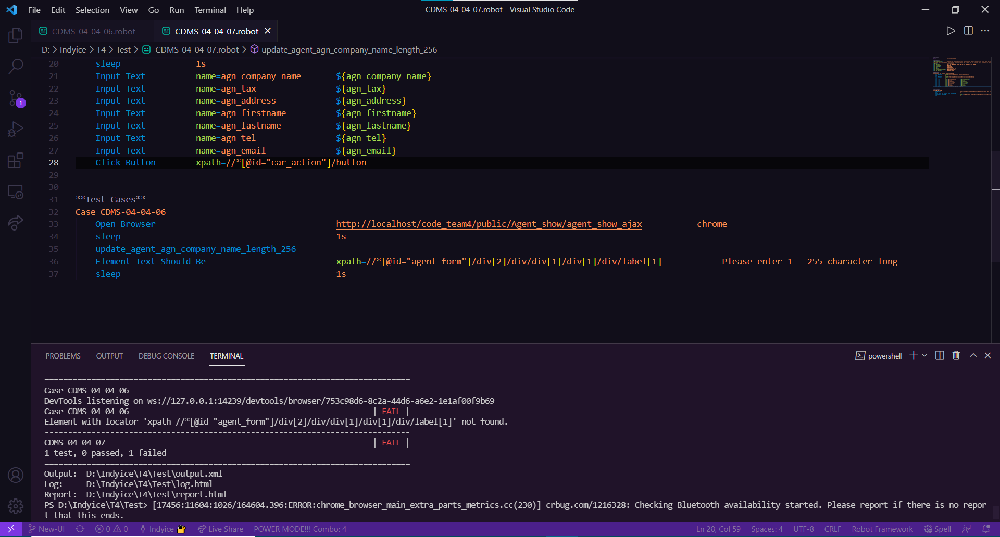 File Edit Selection View Go Run Terminal Help CDMS-04-04-07.robot - Visual Studio Code
CDMS-04-04-06.robot CDMS-04-04-07.robot
D: > Indyice > T4 > Test > CDMS-04-04-07.robot > update_agent_agn_company_name_length_256
20 sleep 1s
21 Input Text name=agn_company_name ${agn_company_name}
22 Input Text name=agn_tax ${agn_tax}
23 Input Text name=agn_address ${agn_address}
24 Input Text name=agn_firstname ${agn_firstname}
25 Input Text name=agn_lastname ${agn_lastname}
26 Input Text name=agn_tel ${agn_tel}
27 Input Text name=agn_email ${agn_email}
28 Click Button xpath=//*[@id="car_action"]/button
29
30
31 **Test Cases**
32 Case CDMS-04-04-06
33 Open Browser http://localhost/code_team4/public/Agent_show/agent_show_ajax chrome
34 sleep 1s
35 update_agent_agn_company_name_length_256
36 Element Text Should Be xpath=//*[@id="agent_form"]/div[2]/div/div[1]/div[1]/div/label[1] Please enter 1 - 255 character long
37 sleep 1s
1
PROBLEMS OUTPUT DEBUG CONSOLE TERMINAL powershell
==============================================================================
Case CDMS-04-04-06
DevTools listening on ws://127.0.0.1:14239/devtools/browser/753c98d6-8c2a-44d6-a6e2-1e1af00f9b69
Case CDMS-04-04-06 | FAIL |
Element with locator 'xpath=//*[@id="agent_form"]/div[2]/div/div[1]/div[1]/div/label[1]' not found.
------------------------------------------------------------------------------
CDMS-04-04-07 | FAIL |
1 test, 0 passed, 1 failed
==============================================================================
Output: D:\Indyice\T4\Test\output.xml
Log: D:\Indyice\T4\Test\log.html
Report: D:\Indyice\T4\Test\report.html
PS D:\Indyice\T4\Test> [17456:11604:1026/164604.396:ERROR:chrome_browser_main_extra_parts_metrics.cc(230)] crbug.com/1216328: Checking Bluetooth availability started. Please report if there is no repor
t that this ends.
New-UI 0 0 Indyice Live Share POWER MODE!!! Combo: 4 Ln 28, Col 59 Spaces: 4 UTF-8 CRLF Robot Framework Spell